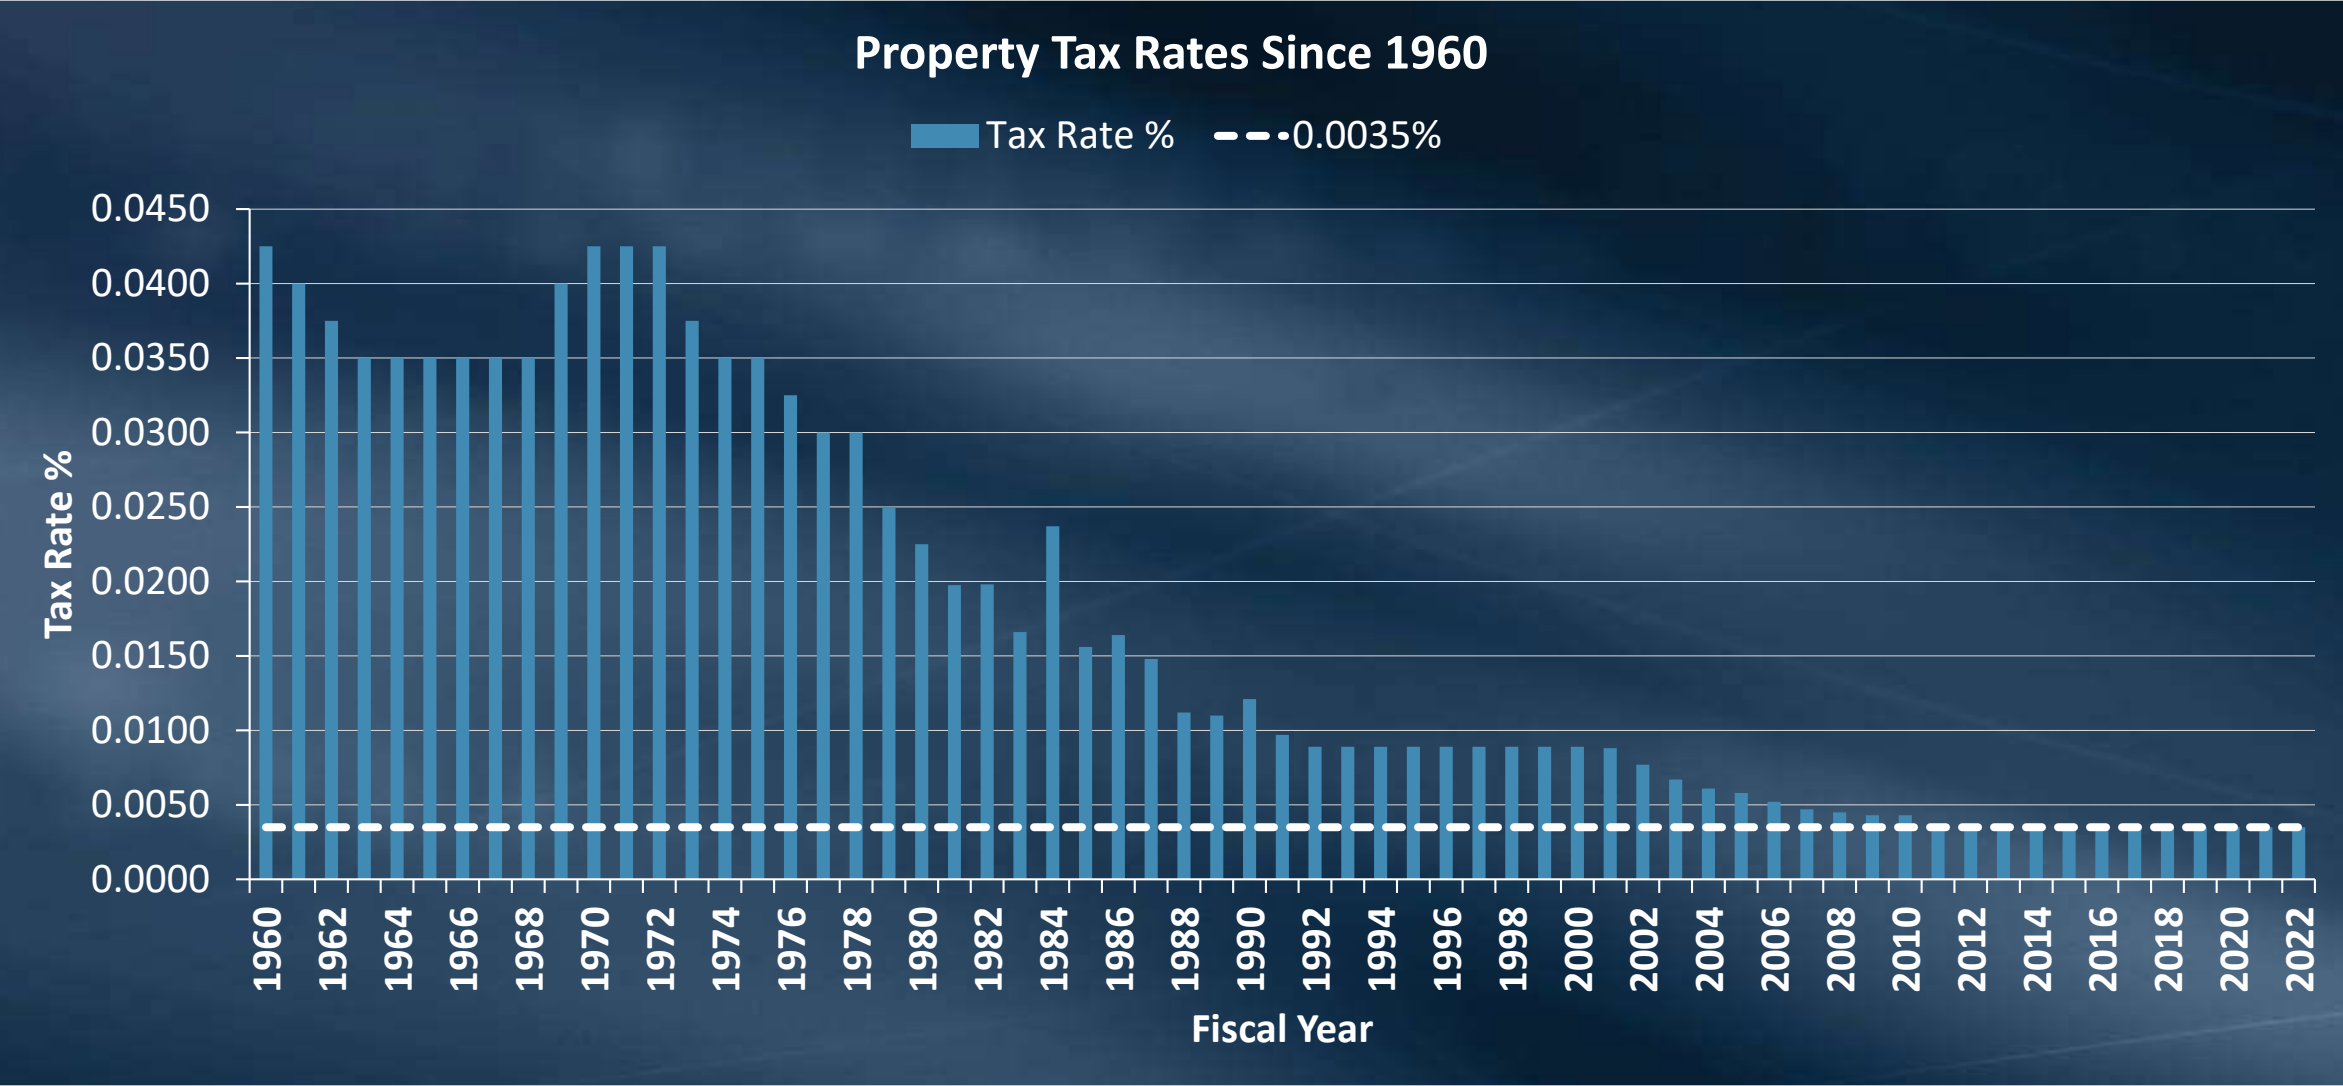 Property Tax Rates Since 1960
Tax Rate % 0.0035%
0.0450
0.0400
0.0350
0.0300
0.0250
0.0200
0.0150
0.0100
0.0050
0.0000
Tax Rate %
1960 1962 1964 1966 1968 1970 1972 1974 1976 1978 1980 1982 1984 1986 1988 1990 1992 1994 1996 1998 2000 2002 2004 2006 2008 2010 2012 2014 2016 2018 2020 2022
Fiscal Year